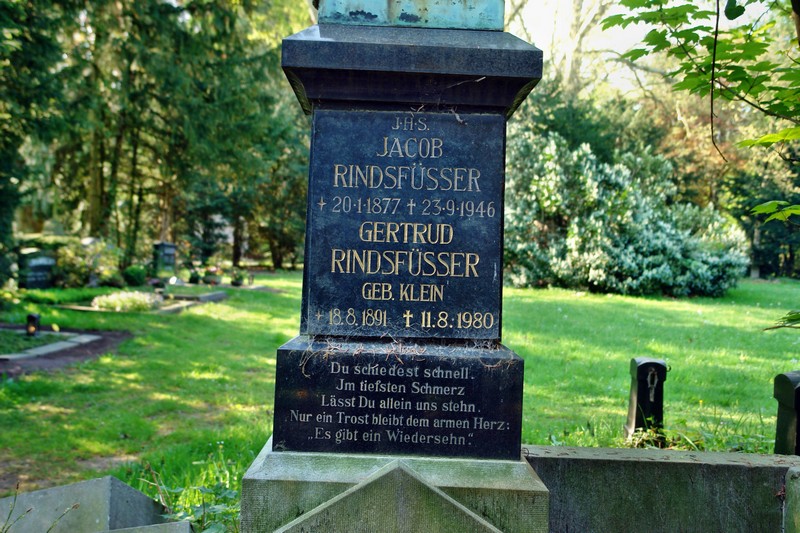 J.H.S.
JACOB
RINDSFÜSSER
+ 20·1·1877 ✝ 23·9·1946
GERTRUD
RINDSFÜSSER
GEB. KLEIN
+ 18.8.1891 ✝ 11.8.1980
Du schiedest schnell.
Jm tiefsten Schmerz
Lässt Du allein uns stehn.
Nur ein Trost bleibt dem armen Herz:
„Es gibt ein Wiedersehn."